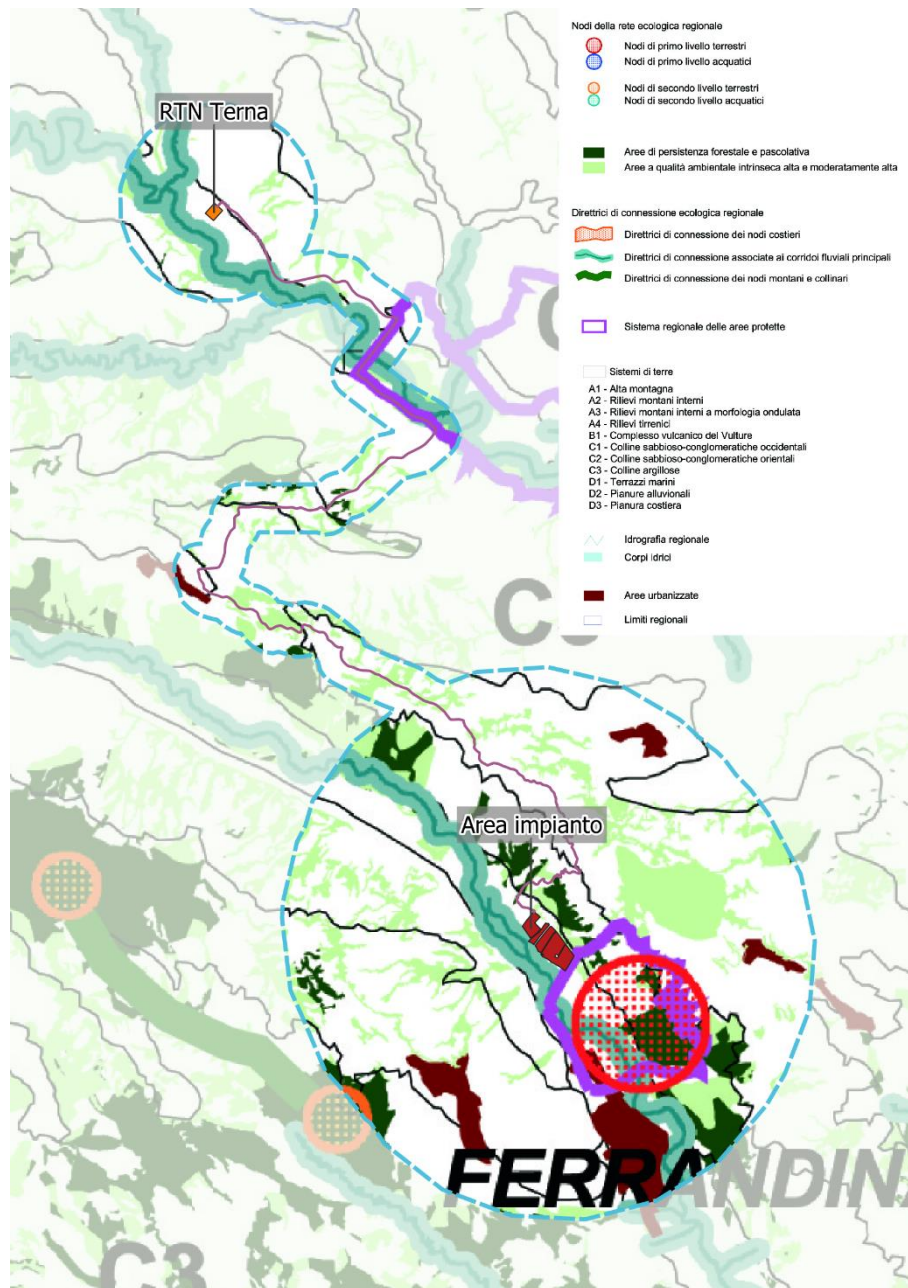 Nodi della rete ecologica regionale
Nodi di primo livello terrestri
Nodi di primo livello acquatici
Nodi di secondo livello terrestri
Nodi di secondo livello acquatici
Aree di persistenza forestale e pascolativa
Aree a qualità ambientale intrinseca alta e moderatamente alta
Direttrici di connessione ecologica regionale
Direttrici di connessione dei nodi costieri
Direttrici di connessione associate ai corridoi fluviali principali
Direttrici di connessione dei nodi montani e collinari
Sistema regionale delle aree protette
Sistemi di terre
A1 - Alta montagna
A2 - Rilievi montani interni
A3 - Rilievi montani interni a morfologia ondulata
A4 - Rilievi tirrenici
B1 - Complesso vulcanico del Vulture
C1 - Colline sabbioso-conglomeratiche occidentali
C2 - Colline sabbioso-conglomeratiche orientali
C3 - Colline argillose
D1 - Terrazzi marini
D2 - Pianure alluvionali
D3 - Pianura costiera
Idrografia regionale
Corpi idrici
Aree urbanizzate
Limiti regionali
RTN Terna
Area impianto
FERRANDINA
C3